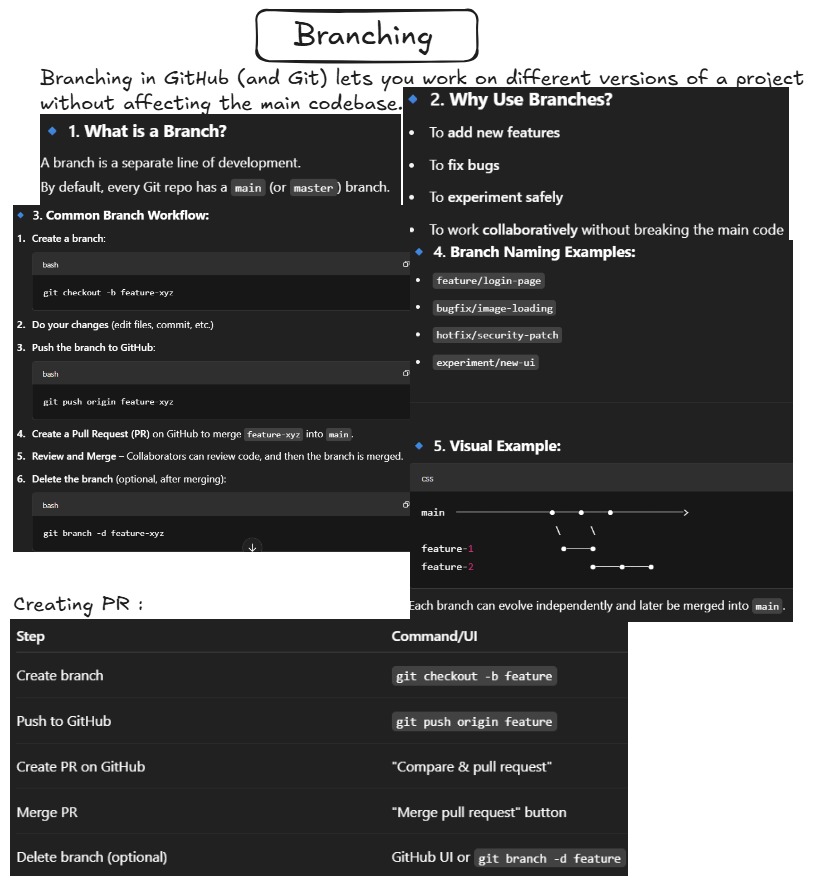 Branching
Branching in GitHub (and Git) lets you work on different versions of a project
without affecting the main codebase.
1. What is a Branch?
A branch is a separate line of development.
By default, every Git repo has a main (or master) branch.
2. Why Use Branches?
• To add new features
• To fix bugs
• To experiment safely
• To work collaboratively without breaking the main code
3. Common Branch Workflow:
1. Create a branch:
bash
git checkout -b feature-xyz
2. Do your changes (edit files, commit, etc.)
3. Push the branch to GitHub:
bash
git push origin feature-xyz
4. Create a Pull Request (PR) on GitHub to merge feature-xyz into main.
5. Review and Merge – Collaborators can review code, and then the branch is merged.
6. Delete the branch (optional, after merging):
bash
git branch -d feature-xyz
4. Branch Naming Examples:
• feature/login-page
• bugfix/image-loading
• hotfix/security-patch
• experiment/new-ui
5. Visual Example:
css
main
\ \
feature-1
feature-2
Each branch can evolve independently and later be merged into main.
Creating PR :
Step Command/UI
Create branch git checkout -b feature
Push to GitHub git push origin feature
Create PR on GitHub "Compare & pull request"
Merge PR "Merge pull request" button
Delete branch (optional) GitHub UI or git branch -d feature